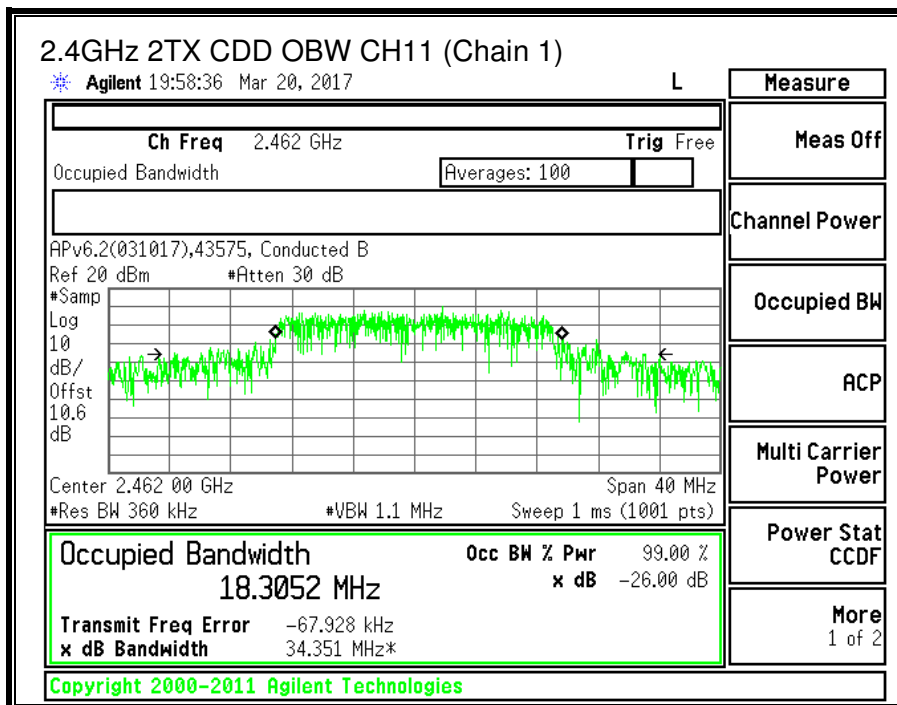 2.4GHz 2TX CDD OBW CH11 (Chain 1)
Agilent 19:58:36 Mar 20, 2017 L
Measure
Ch Freq 2.462 GHz Trig Free
Meas Off
Occupied Bandwidth Averages: 100
Channel Power
APv6.2(031017),43575, Conducted B
Ref 20 dBm #Atten 30 dB
#Samp
Log
10
dB/
Offst
10.6
dB
Occupied BW
ACP
Multi Carrier
Power
Center 2.462 00 GHz Span 40 MHz
#Res BW 360 kHz #VBW 1.1 MHz Sweep 1 ms (1001 pts)
Power Stat
CCDF
Occupied Bandwidth Occ BW % Pwr 99.00 %
18.3052 MHz x dB -26.00 dB
Transmit Freq Error -67.928 kHz
x dB Bandwidth 34.351 MHz*
More
1 of 2
Copyright 2000-2011 Agilent Technologies